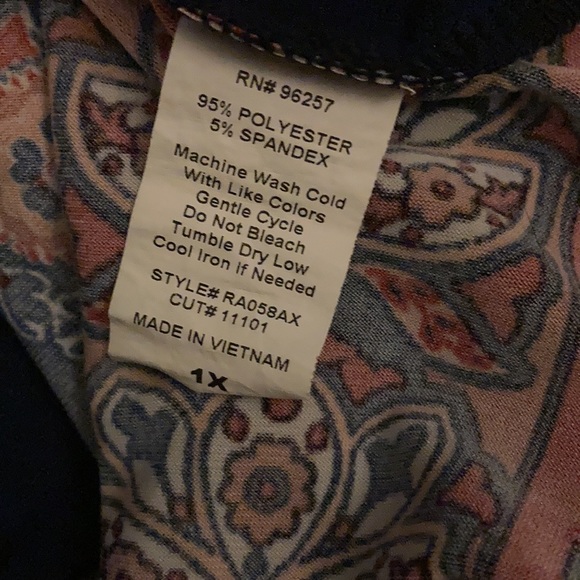 RN# 96257
95% POLYESTER
5% SPANDEX
Machine Wash Cold
With Like Colors
Gentle Cycle
Do Not Bleach
Tumble Dry Low
Cool Iron If Needed
STYLE# RA058AX
CUT# 11101
MADE IN VIETNAM
1X